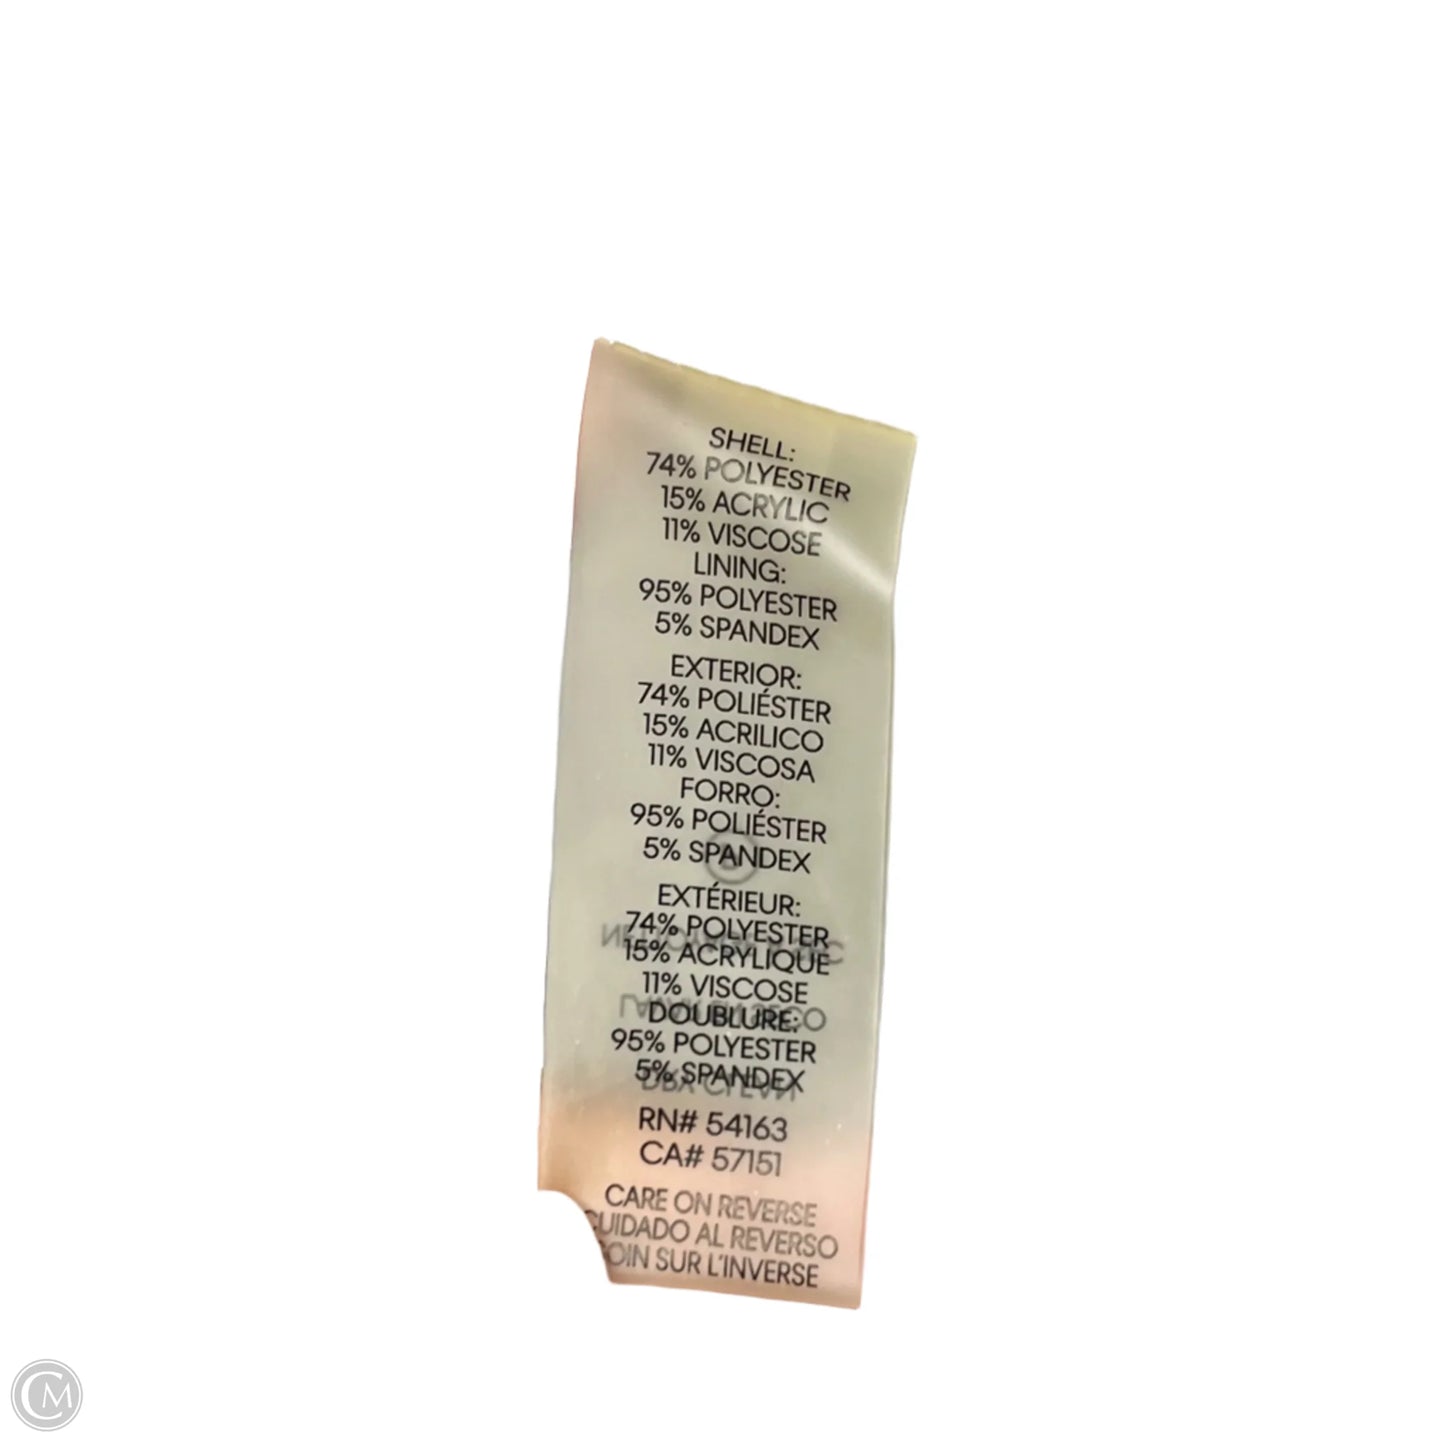 SHELL:
74% POLYESTER
15% ACRYLIC
11% VISCOSE
LINING:
95% POLYESTER
5% SPANDEX
EXTERIOR:
74% POLIÉSTER
15% ACRILICO
11% VISCOSA
FORRO:
95% POLIÉSTER
5% SPANDEX
EXTÉRIEUR:
74% POLYESTER
15% ACRYLIQUE
11% VISCOSE
DOUBLURE:
95% POLYESTER
5% SPANDEX
RN# 54163
CA# 57151
CARE ON REVERSE
CUIDADO AL REVERSO
SOIN SUR L'INVERSE
CM